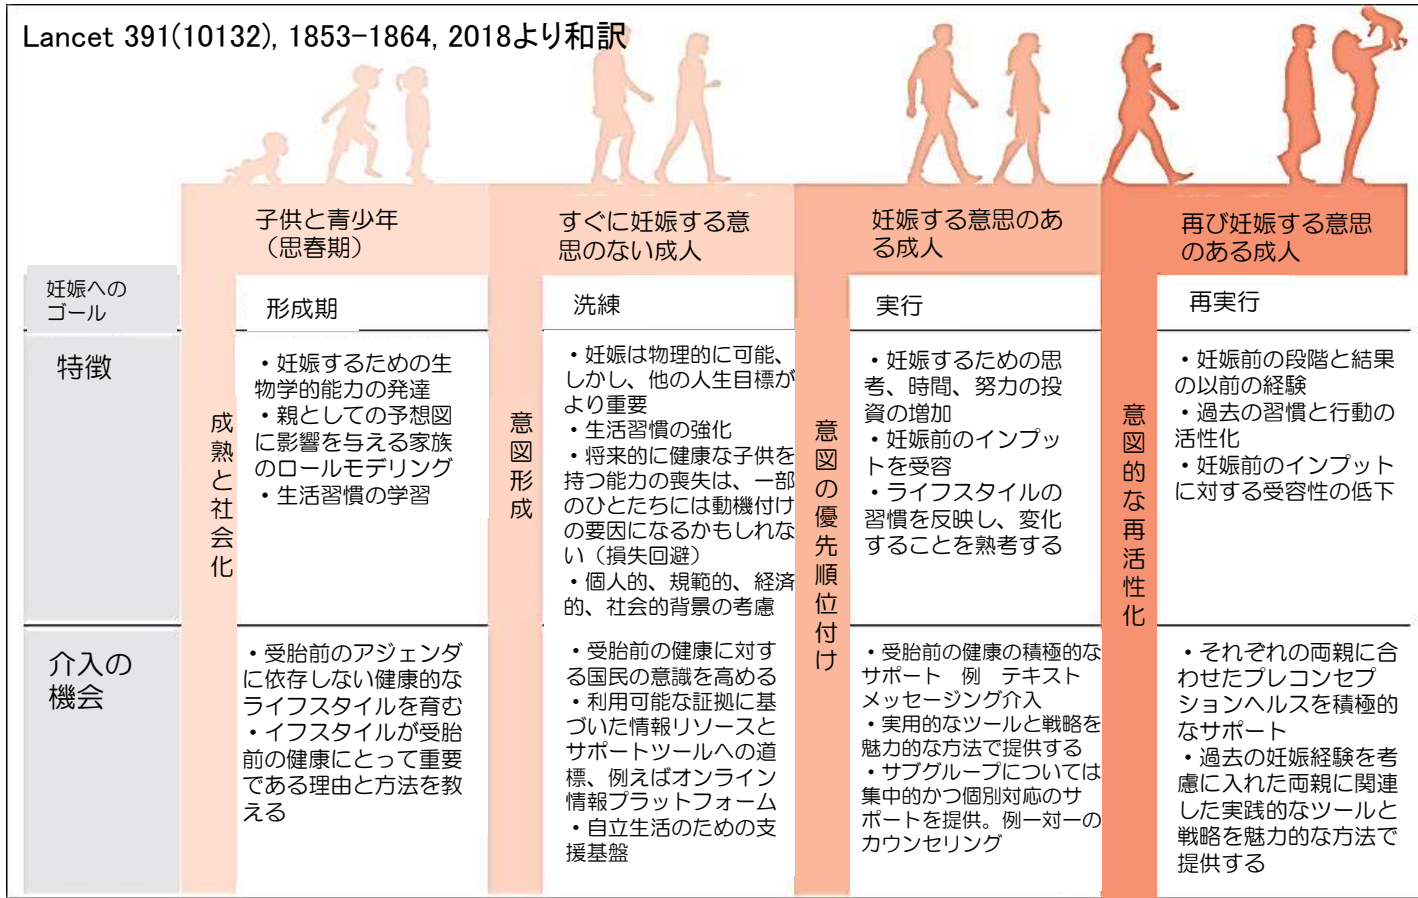 Lancet 391(10132), 1853-1864, 2018より和訳
子供と青少年
（思春期）
すぐに妊娠する意
思のない成人
妊娠する意思のあ
る成人
再び妊娠する意思
のある成人
妊娠への
ゴール
形成期
洗練
実行
再実行
特徴
成熟と社会化
・妊娠するための生
物学的能力の発達
・親としての予想図
に影響を与える家族
のロールモデリング
・生活習慣の学習
意図形成
・妊娠は物理的に可能、
しかし、他の人生目標が
より重要
・生活習慣の強化
・将来的に健康な子供を
持つ能力の喪失は、一部
のひとたちには動機付け
の要因になるかもしれな
い（損失回避）
・個人的、規範的、経済
的、社会的背景の考慮
意図の優先順位付け
・妊娠するための思
考、時間、努力の投
資の増加
・妊娠前のインプッ
トを受容
・ライフスタイルの
習慣を反映し、変化
することを熟考する
意図的な再活性化
・妊娠前の段階と結果
の以前の経験
・過去の習慣と行動の
活性化
・妊娠前のインプット
に対する受容性の低下
介入の
機会
・受胎前のアジェンダ
に依存しない健康的な
ライフスタイルを育む
・イフスタイルが受胎
前の健康にとって重要
である理由と方法を教
える
・受胎前の健康に対す
る国民の意識を高める
・利用可能な証拠に基
づいた情報リソースと
サポートツールへの道
標、例えばオンライン
情報プラットフォーム
・自立生活のための支
援基盤
・受胎前の健康の積極的な
サポート　例　テキスト
メッセージング介入
・実用的なツールと戦略を
魅力的な方法で提供する
・サブグループについては
集中的かつ個別対応のサ
ポートを提供。例一対一の
カウンセリング
・それぞれの両親に合
わせたプレコンセプ
ションヘルスを積極的
なサポート
・過去の妊娠経験を考
慮に入れた両親に関連
した実践的なツールと
戦略を魅力的な方法で
提供する